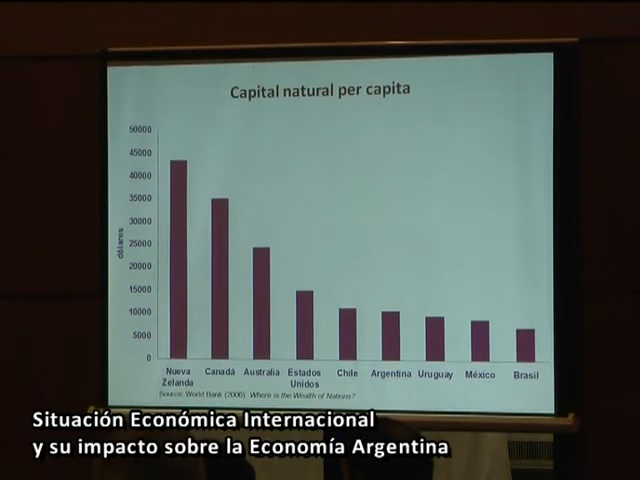 Capital natural per capita
50000
45000
40000
35000
30000
25000
20000
15000
10000
5000
0
dólares
Nueva Zelanda
Canadá
Australia
Estados Unidos
Chile
Argentina
Uruguay
México
Brasil
Source: World Bank (2006): Where is the Wealth of Nations?
Situación Económica Internacional
y su impacto sobre la Economía Argentina